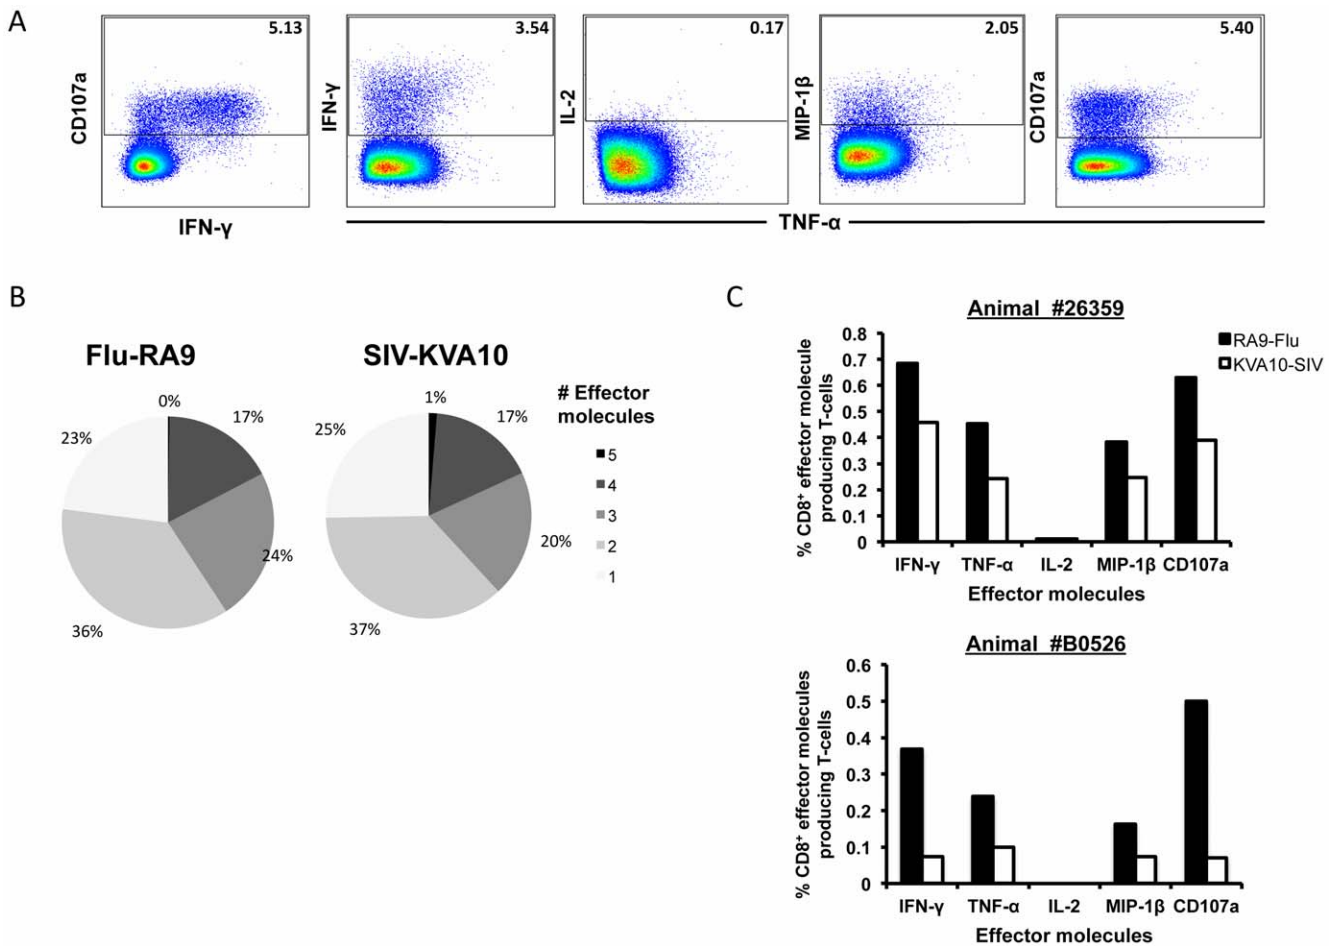 A
5.13
3.54
0.17
2.05
5.40
CD107a
IFN-γ
IL-2
MIP-1β
CD107a
IFN-γ
TNF-α
B
Flu-RA9
SIV-KVA10
# Effector
molecules
0%
17%
24%
36%
23%
1%
17%
20%
37%
25%
5
4
3
2
1
C
Animal #26359
% CD8⁺ effector molecule
producing T-cells
0.8
0.7
0.6
0.5
0.4
0.3
0.2
0.1
0
RA9-Flu
KVA10-SIV
IFN-γ TNF-α IL-2 MIP-1β CD107a
Effector molecules
Animal #B0526
% CD8⁺ effector molecules
producing T-cells
0.6
0.5
0.4
0.3
0.2
0.1
0
IFN-γ TNF-α IL-2 MIP-1β CD107a
Effector molecules